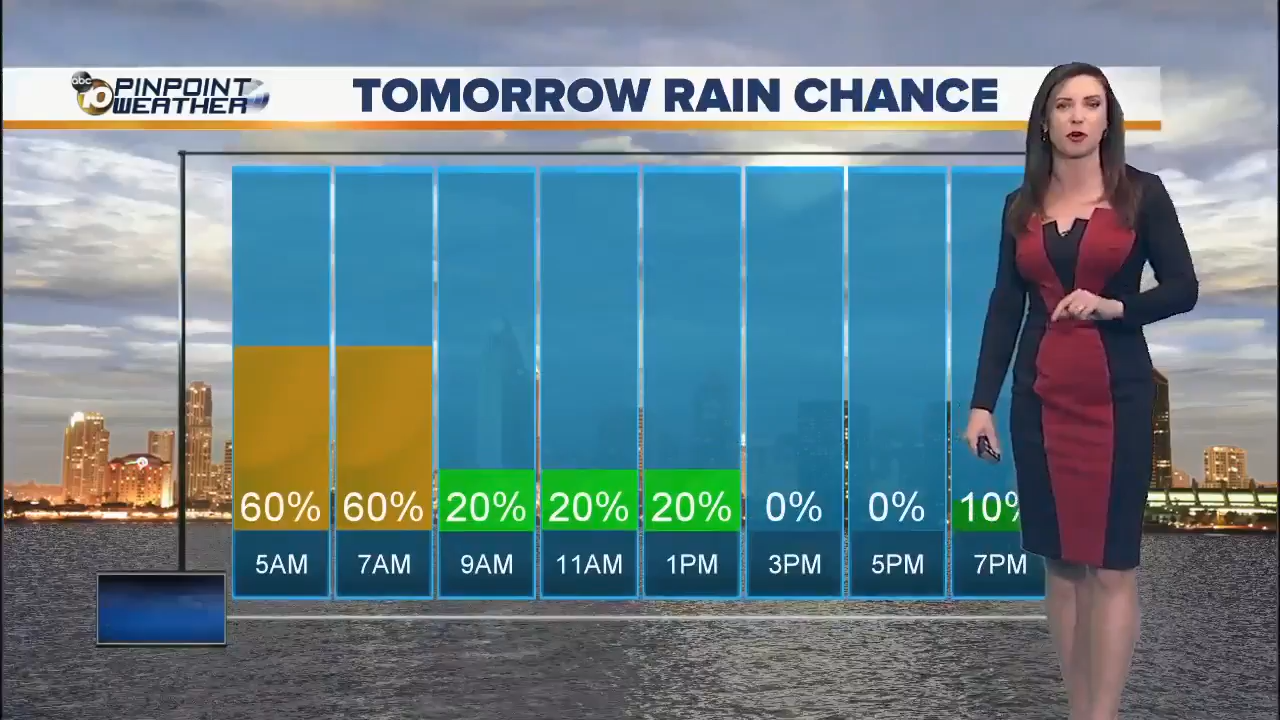 abc
10
PINPOINT
WEATHER
TOMORROW RAIN CHANCE
60% 60% 20% 20% 20% 0% 0% 10%
5AM 7AM 9AM 11AM 1PM 3PM 5PM 7PM